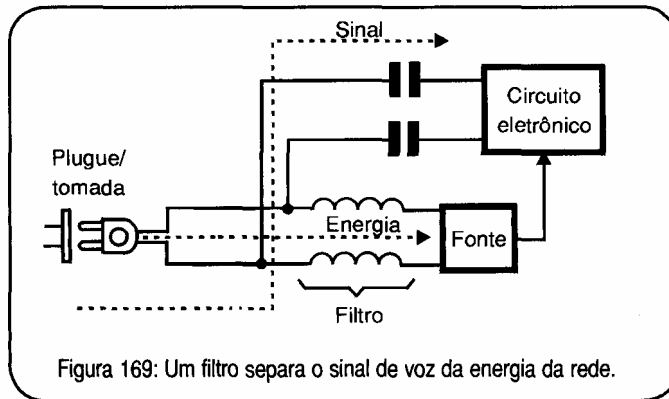 Sinal
Circuito
eletrônico
Plugue/
tomada
Energia
Fonte
Filtro
Figura 169: Um filtro separa o sinal de voz da energia da rede.